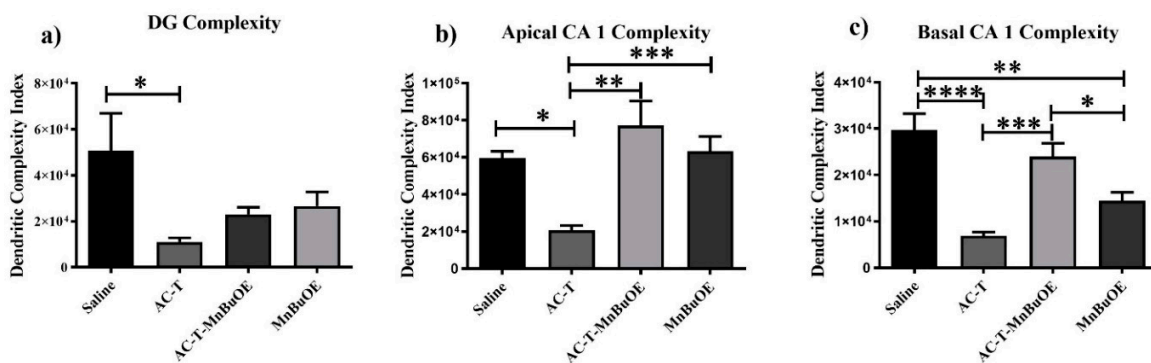 a)
DG Complexity
Dendritic Complexity Index
8×10⁴
6×10⁴
4×10⁴
2×10⁴
0
*
Saline
AC-T
AC-T-MnBuOE
MnBuOE
b)
Apical CA 1 Complexity
Dendritic Complexity Index
1×10⁵
8×10⁴
6×10⁴
4×10⁴
2×10⁴
0
***
**
*
Saline
AC-T
AC-T-MnBuOE
MnBuOE
c)
Basal CA 1 Complexity
Dendritic Complexity Index
4×10⁴
3×10⁴
2×10⁴
1×10⁴
0
**
****
*
***
Saline
AC-T
AC-T-MnBuOE
MnBuOE